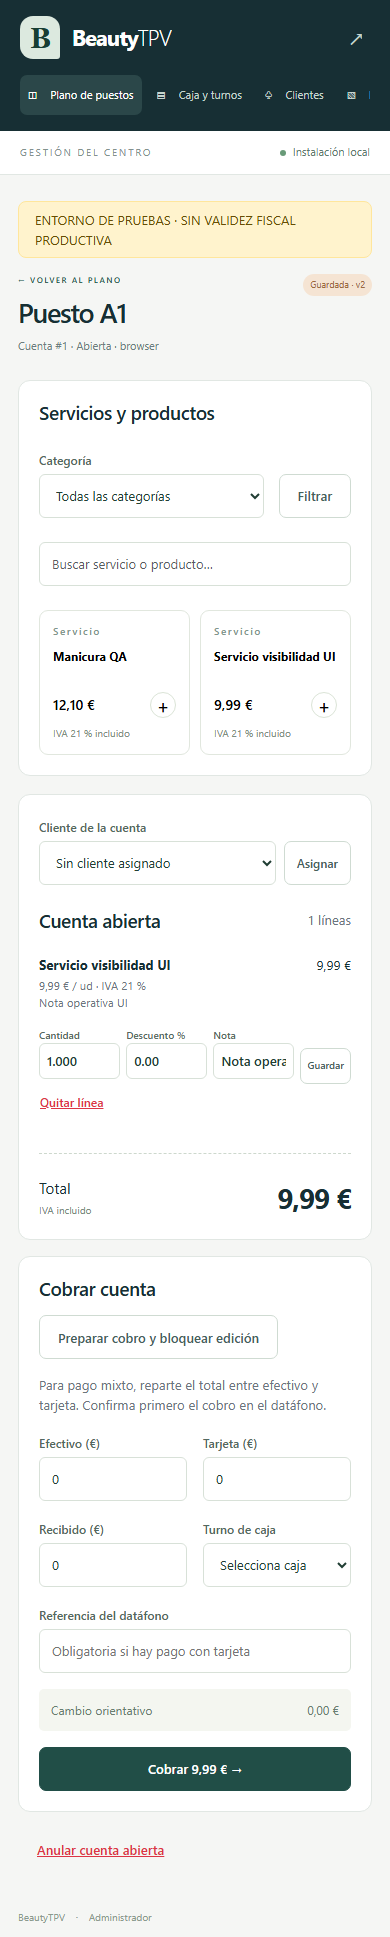 B BeautyTPV ↗
Plano de puestos Caja y turnos Clientes
GESTIÓN DEL CENTRO Instalación local
ENTORNO DE PRUEBAS · SIN VALIDEZ FISCAL
PRODUCTIVA
← VOLVER AL PLANO
Guardada · v2
Puesto A1
Cuenta #1 · Abierta · browser
Servicios y productos
Categoría
Todas las categorías Filtrar
Buscar servicio o producto...
Servicio Servicio
Manicura QA Servicio visibilidad UI
12,10 € + 9,99 € +
IVA 21 % incluido IVA 21 % incluido
Cliente de la cuenta
Sin cliente asignado Asignar
Cuenta abierta 1 líneas
Servicio visibilidad UI 9,99 €
9,99 € / ud · IVA 21 %
Nota operativa UI
Cantidad Descuento % Nota
1.000 0.00 Nota opera Guardar
Quitar línea
Total
IVA incluido
9,99 €
Cobrar cuenta
Preparar cobro y bloquear edición
Para pago mixto, reparte el total entre efectivo y
tarjeta. Confirma primero el cobro en el datáfono.
Efectivo (€) Tarjeta (€)
0 0
Recibido (€) Turno de caja
0 Selecciona caja
Referencia del datáfono
Obligatoria si hay pago con tarjeta
Cambio orientativo 0,00 €
Cobrar 9,99 € →
Anular cuenta abierta
BeautyTPV · Administrador